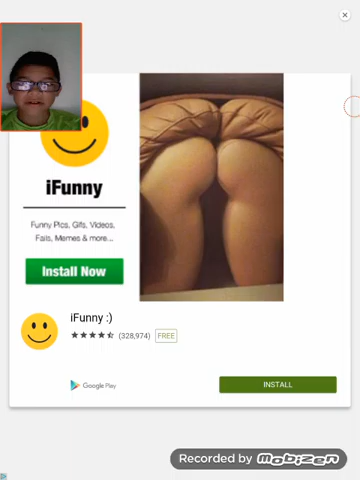 iFunny
Funny Pics, Gifs, Videos,
Fails, Memes & more...
Install Now
iFunny :)
(328,974) FREE
Google Play
INSTALL
Recorded by mobizen